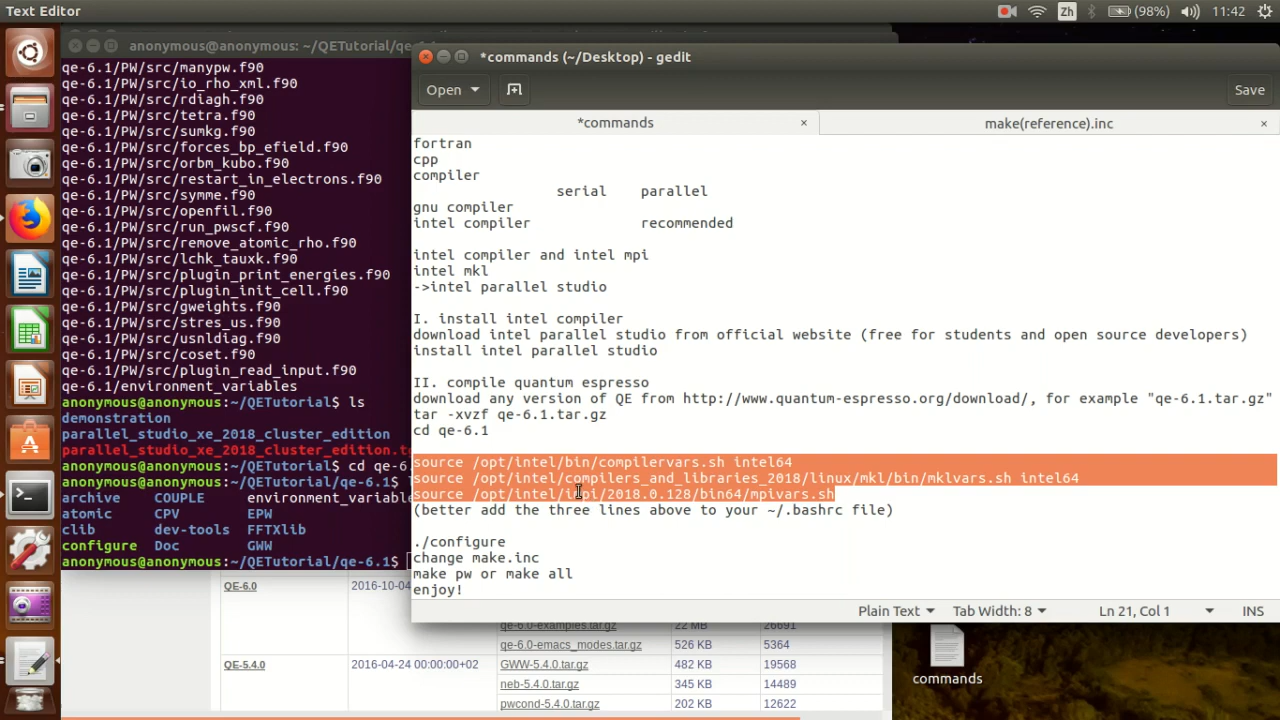 Text Editor
Zh
(98%)
11:42
anonymous@anonymous: ~/QETutorial/qe-6.1
qe-6.1/PW/src/manypw.f90
qe-6.1/PW/src/io_rho_xml.f90
qe-6.1/PW/src/rdiagh.f90
qe-6.1/PW/src/tetra.f90
qe-6.1/PW/src/sumkg.f90
qe-6.1/PW/src/forces_bp_efield.f90
qe-6.1/PW/src/orbm_kubo.f90
qe-6.1/PW/src/restart_in_electrons.f90
qe-6.1/PW/src/symme.f90
qe-6.1/PW/src/openfil.f90
qe-6.1/PW/src/run_pwscf.f90
qe-6.1/PW/src/remove_atomic_rho.f90
qe-6.1/PW/src/lchk_tauxk.f90
qe-6.1/PW/src/plugin_print_energies.f90
qe-6.1/PW/src/plugin_init_cell.f90
qe-6.1/PW/src/gweights.f90
qe-6.1/PW/src/stres_us.f90
qe-6.1/PW/src/usnldiag.f90
qe-6.1/PW/src/coset.f90
qe-6.1/PW/src/plugin_read_input.f90
qe-6.1/environment_variables
anonymous@anonymous:~/QETutorial$ ls
demonstration
parallel_studio_xe_2018_cluster_edition
parallel_studio_xe_2018_cluster_edition.t
anonymous@anonymous:~/QETutorial$ cd qe-6
anonymous@anonymous:~/QETutorial/qe-6.1$
archive COUPLE environment_variable
atomic CPV EPW
clib dev-tools FFTXlib
configure Doc GWW
anonymous@anonymous:~/QETutorial/qe-6.1$
*commands (~/Desktop) - gedit
Open Save
*commands × make(reference).inc ×
fortran
cpp
compiler
serial parallel
gnu compiler
intel compiler recommended
intel compiler and intel mpi
intel mkl
->intel parallel studio
I. install intel compiler
download intel parallel studio from official website (free for students and open source developers)
install intel parallel studio
II. compile quantum espresso
download any version of QE from http://www.quantum-espresso.org/download/, for example "qe-6.1.tar.gz"
tar -xvzf qe-6.1.tar.gz
cd qe-6.1
source /opt/intel/bin/compilervars.sh intel64
source /opt/intel/compilers_and_libraries_2018/linux/mkl/bin/mklvars.sh intel64
source /opt/intel/impi/2018.0.128/bin64/mpivars.sh
(better add the three lines above to your ~/.bashrc file)
./configure
change make.inc
make pw or make all
enjoy!
Plain Text Tab Width: 8 Ln 21, Col 1 INS
QE-6.0 2016-10-04
qe-6.0-examples.tar.gz 22 MB 26691
qe-6.0-emacs_modes.tar.gz 526 KB 5364
QE-5.4.0 2016-04-24 00:00:00+02 GWW-5.4.0.tar.gz 482 KB 19568
neb-5.4.0.tar.gz 345 KB 14489
pwcond-5.4.0.tar.gz 202 KB 12622
commands